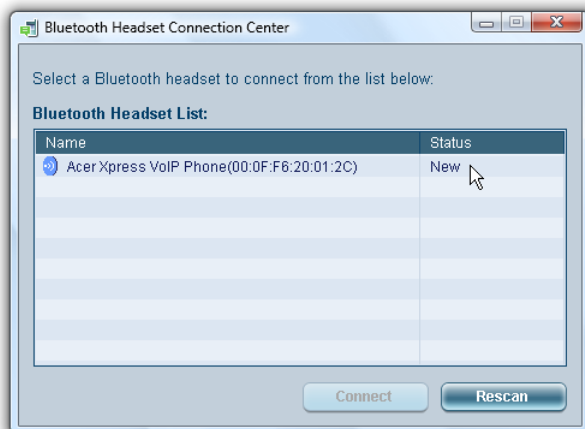 Bluetooth Headset Connection Center
Select a Bluetooth headset to connect from the list below:
Bluetooth Headset List:
Name Status
Acer Xpress VoIP Phone(00:0F:F6:20:01:2C) New
Connect Rescan